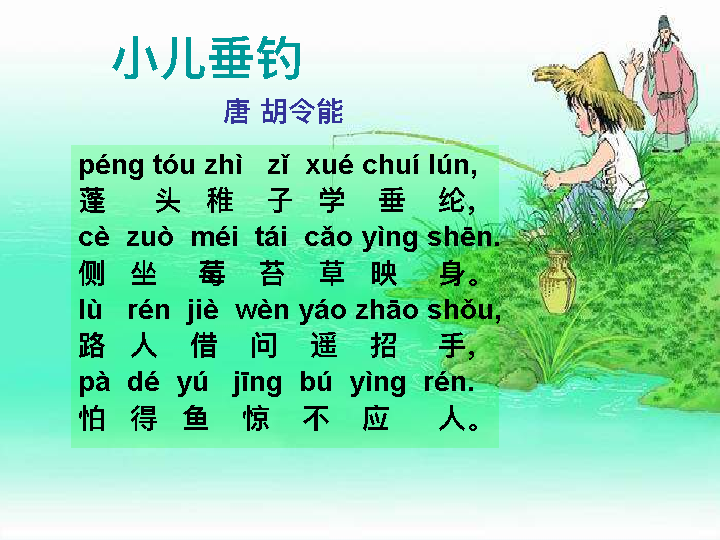 小儿垂钓
唐 胡令能
péng tóu zhì zǐ xué chuí lún,
蓬 头 稚 子 学 垂 纶，
cè zuò méi tái cǎo yìng shēn.
侧 坐 莓 苔 草 映 身。
lù rén jiè wèn yáo zhāo shǒu,
路 人 借 问 遥 招 手，
pà dé yú jīng bú yìng rén.
怕 得 鱼 惊 不 应 人。